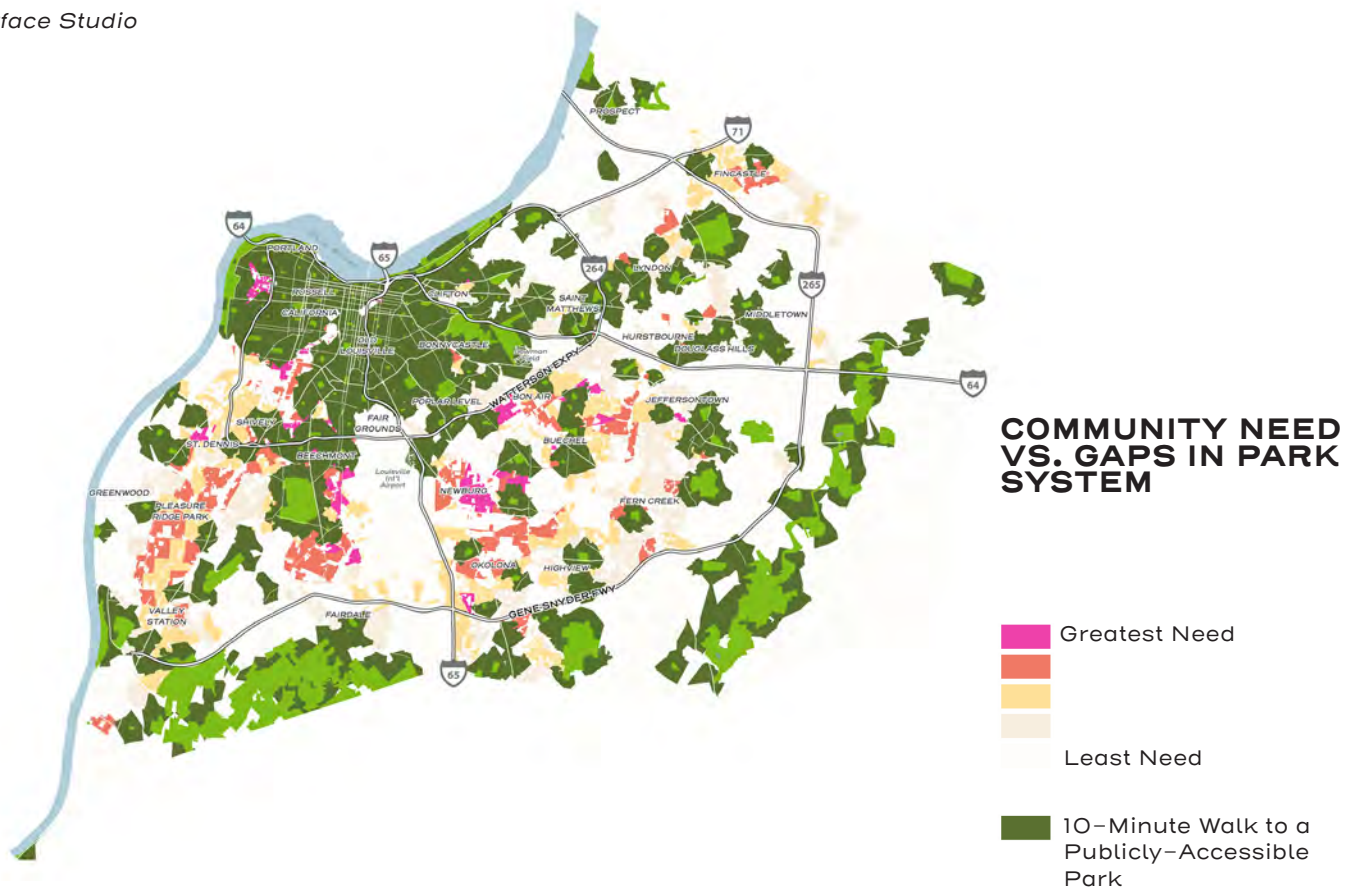 face Studio
PROSPECT
71
FINCASTLE
64
PORTLAND
65
264
LYNDON
265
RUSSELL
CLIFTON
SAINT
MATTHEWS
CALIFORNIA
MIDDLETOWN
HURSTBOURNE
OLD
LOUISVILLE
BONNYCASTLE
DOUGLASS HILLS
Bowman
Field
WATTERSON EXPY
64
POPLAR LEVEL
BON AIR
JEFFERSONTOWN
SHIVELY
FAIR
GROUNDS
ST. DENNIS
BUECHEL
BEECHMONT
Louisville
Int'l
Airport
GREENWOOD
NEWBURG
PLEASURE
RIDGE PARK
FERN CREEK
OKOLONA
HIGHVIEW
VALLEY
STATION
FAIRDALE
GENE SNYDER FWY
65
COMMUNITY NEED
VS. GAPS IN PARK
SYSTEM
Greatest Need
Least Need
10-Minute Walk to a
Publicly-Accessible
Park